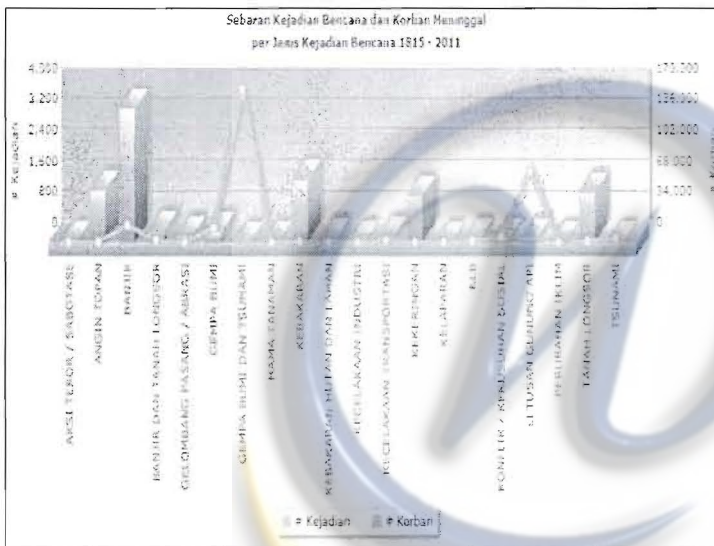 Sebaran Kejadian Bencana dan Korban Meninggal
per Jenis Kejadian Bencana 1815 - 2011
4.000
3.200
2.400
1.600
800
0
# Kejadian
170.000
136.000
102.000
68.000
34.000
0
# Korban
AKSI TEROR / SABOTASE
ANGIN TOPAN
BANJIR
BANJIR DAN TANAH LONGSOR
GELOMBANG PASANG / ABRASI
GEMPA BUMI
GEMPA BUMI DAN TSUNAMI
HAMA TANAMAN
KEBAKARAN
KEBAKARAN HUTAN DAN LAHAN
KECELAKAAN INDUSTRI
KECELAKAAN TRANSPORTASI
KEKERINGAN
KELAPARAN
KLB
KONFLIK / KERUSUHAN SOSIAL
LETUSAN GUNUNG API
PERUBAHAN IKLIM
TANAH LONGSOR
TSUNAMI
# Kejadian # Korban